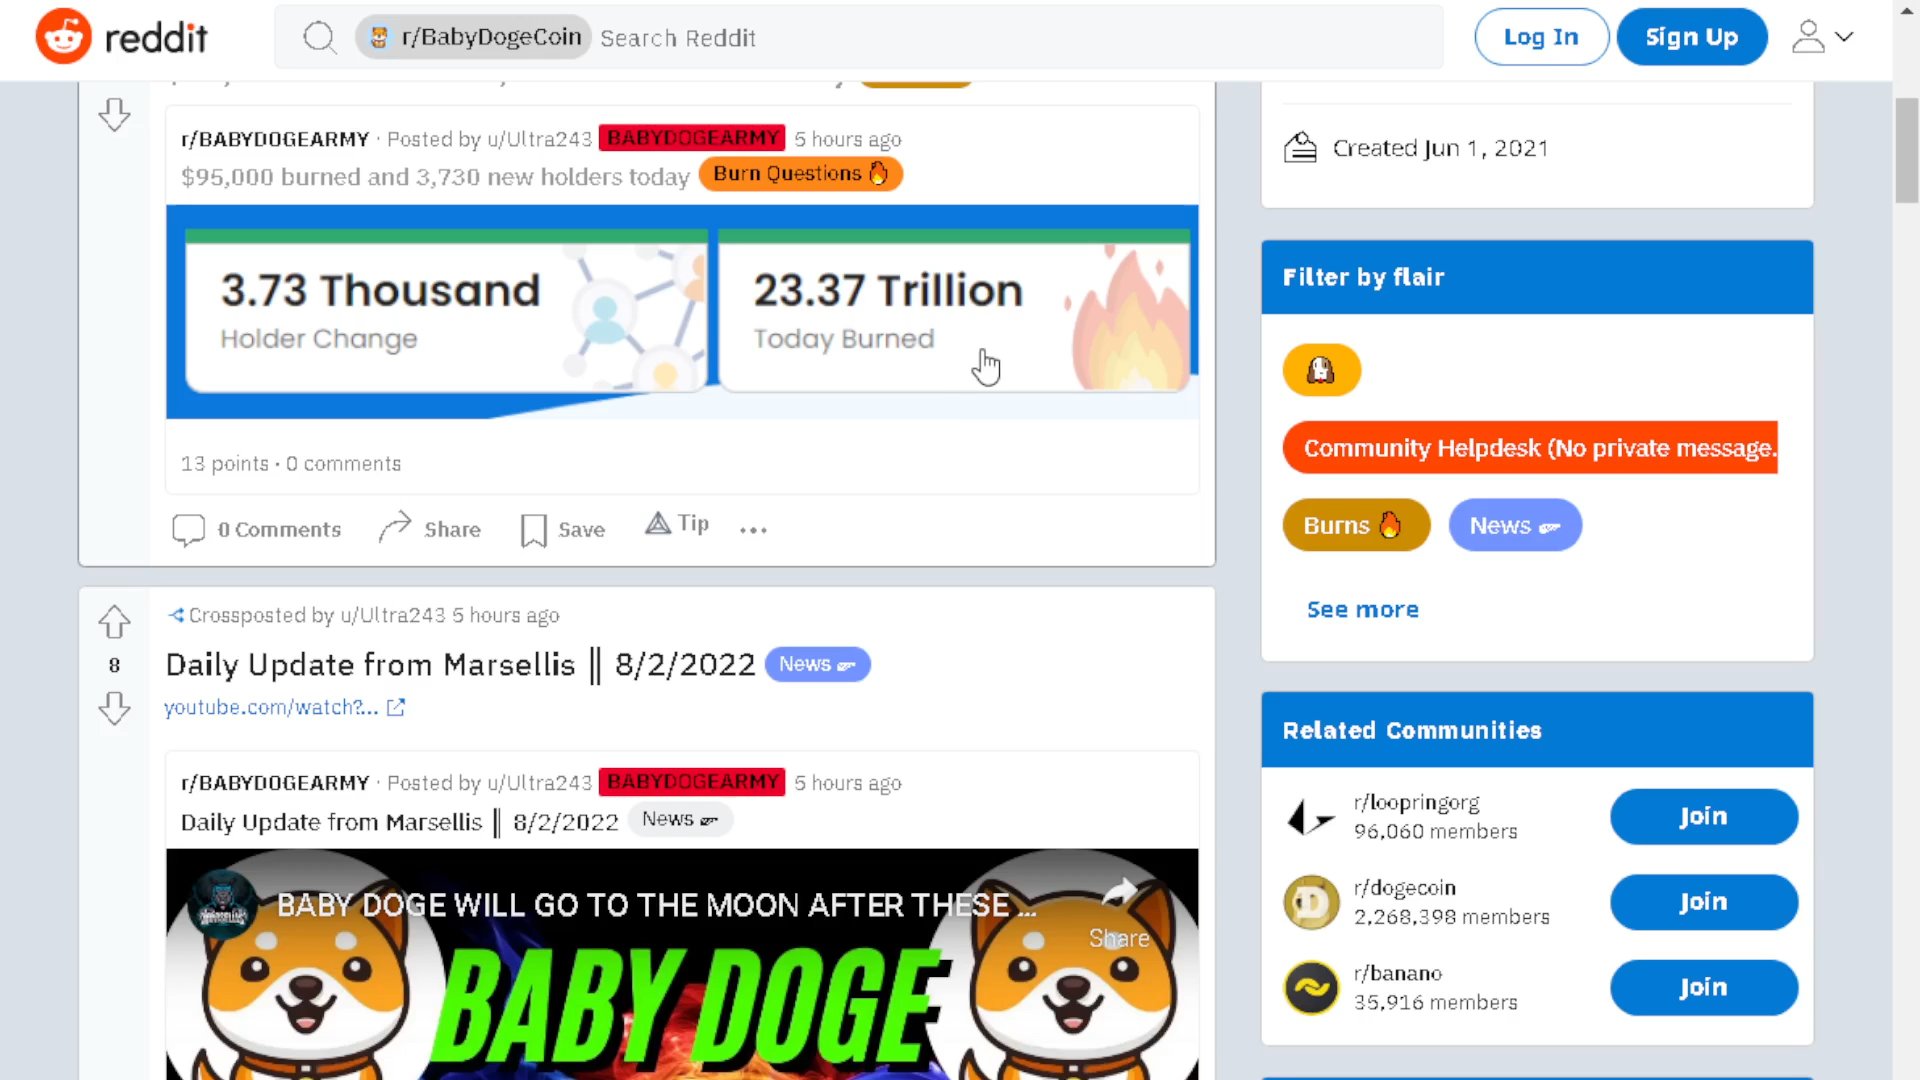 reddit
r/BabyDogeCoin Search Reddit
Log In
Sign Up
r/BABYDOGEARMY · Posted by u/Ultra243 BABYDOGEARMY 5 hours ago
$95,000 burned and 3,730 new holders today Burn Questions
3.73 Thousand
Holder Change
23.37 Trillion
Today Burned
13 points · 0 comments
0 Comments Share Save Tip ...
Crossposted by u/Ultra243 5 hours ago
8
Daily Update from Marsellis || 8/2/2022 News
youtube.com/watch?...
r/BABYDOGEARMY · Posted by u/Ultra243 BABYDOGEARMY 5 hours ago
Daily Update from Marsellis || 8/2/2022 News
BABY DOGE WILL GO TO THE MOON AFTER THESE ...
Share
BABY DOGE
Created Jun 1, 2021
Filter by flair
Community Helpdesk (No private message.
Burns
News
See more
Related Communities
r/loopringorg
96,060 members
Join
r/dogecoin
2,268,398 members
Join
r/banano
35,916 members
Join